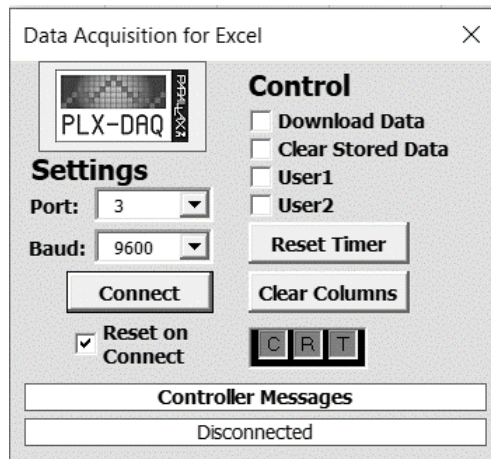 Data Acquisition for Excel
PLX-DAQ
PARALLAX
Control
Download Data
Clear Stored Data
User1
User2
Settings
Port: 3
Baud: 9600
Reset Timer
Connect
Clear Columns
Reset on
Connect
C R T
Controller Messages
Disconnected